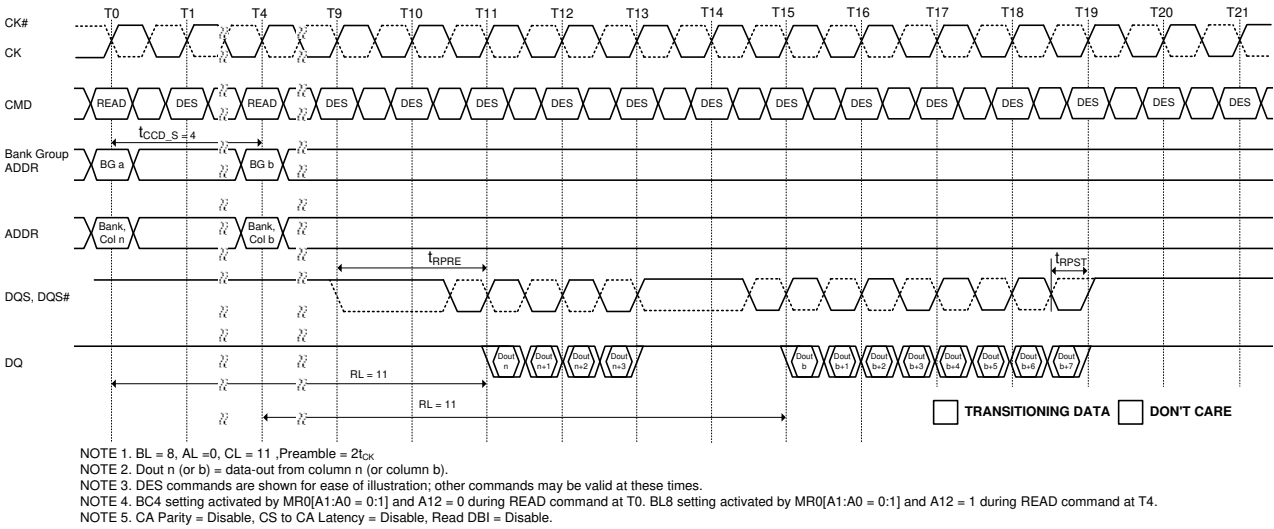 T0 T1 T4 T9 T10 T11 T12 T13 T14 T15 T16 T17 T18 T19 T20 T21
CK#
CK
CMD READ DES READ DES DES DES DES DES DES DES DES DES DES DES DES DES
tCCD_S = 4
Bank Group
ADDR
BG a BG b
ADDR
Bank,
Col n
Bank,
Col b
tRPRE tRPST
DQS, DQS#
DQ
Dout
n
Dout
n+1
Dout
n+2
Dout
n+3
Dout
b
Dout
b+1
Dout
b+2
Dout
b+3
Dout
b+4
Dout
b+5
Dout
b+6
Dout
b+7
RL = 11
RL = 11
TRANSITIONING DATA DON'T CARE
NOTE 1. BL = 8, AL =0, CL = 11 ,Preamble = 2tCK
NOTE 2. Dout n (or b) = data-out from column n (or column b).
NOTE 3. DES commands are shown for ease of illustration; other commands may be valid at these times.
NOTE 4. BC4 setting activated by MR0[A1:A0 = 0:1] and A12 = 0 during READ command at T0. BL8 setting activated by MR0[A1:A0 = 0:1] and A12 = 1 during READ command at T4.
NOTE 5. CA Parity = Disable, CS to CA Latency = Disable, Read DBI = Disable.